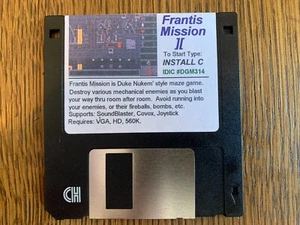 Frantis
Mission
][
To Start Type:
INSTALL C
IDIC #DGM314
Frantis Mission is Duke Nukem' style maze game.
Destroy various mechanical enemies as you blast
your way thru room after room. Avoid running into
your enemies, or their fireballs, bombs, etc.
Supports: SoundBlaster, Covox, Joystick
Requires: VGA, HD, 560K.
CH